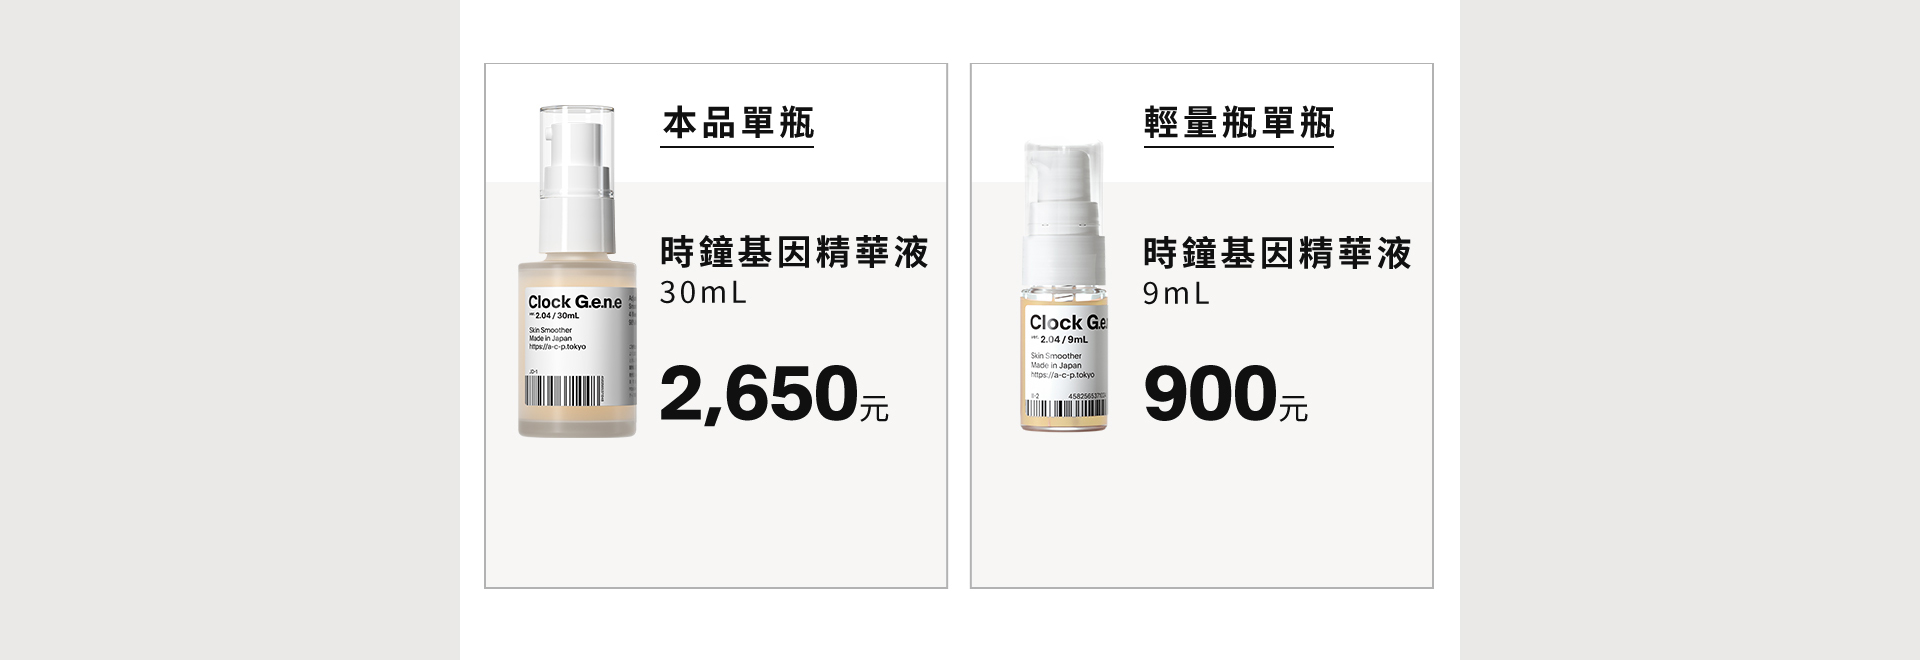 本品單瓶
Clock G.e.n.e
ver. 2.04 / 30mL
Skin Smoother
Made in Japan
https://a-c-p.tokyo
時鐘基因精華液
30mL
2,650元
輕量瓶單瓶
Clock G.e.
ver. 2.04 / 9mL
Skin Smoother
Made in Japan
https://a-c-p.tokyo
時鐘基因精華液
9mL
900元